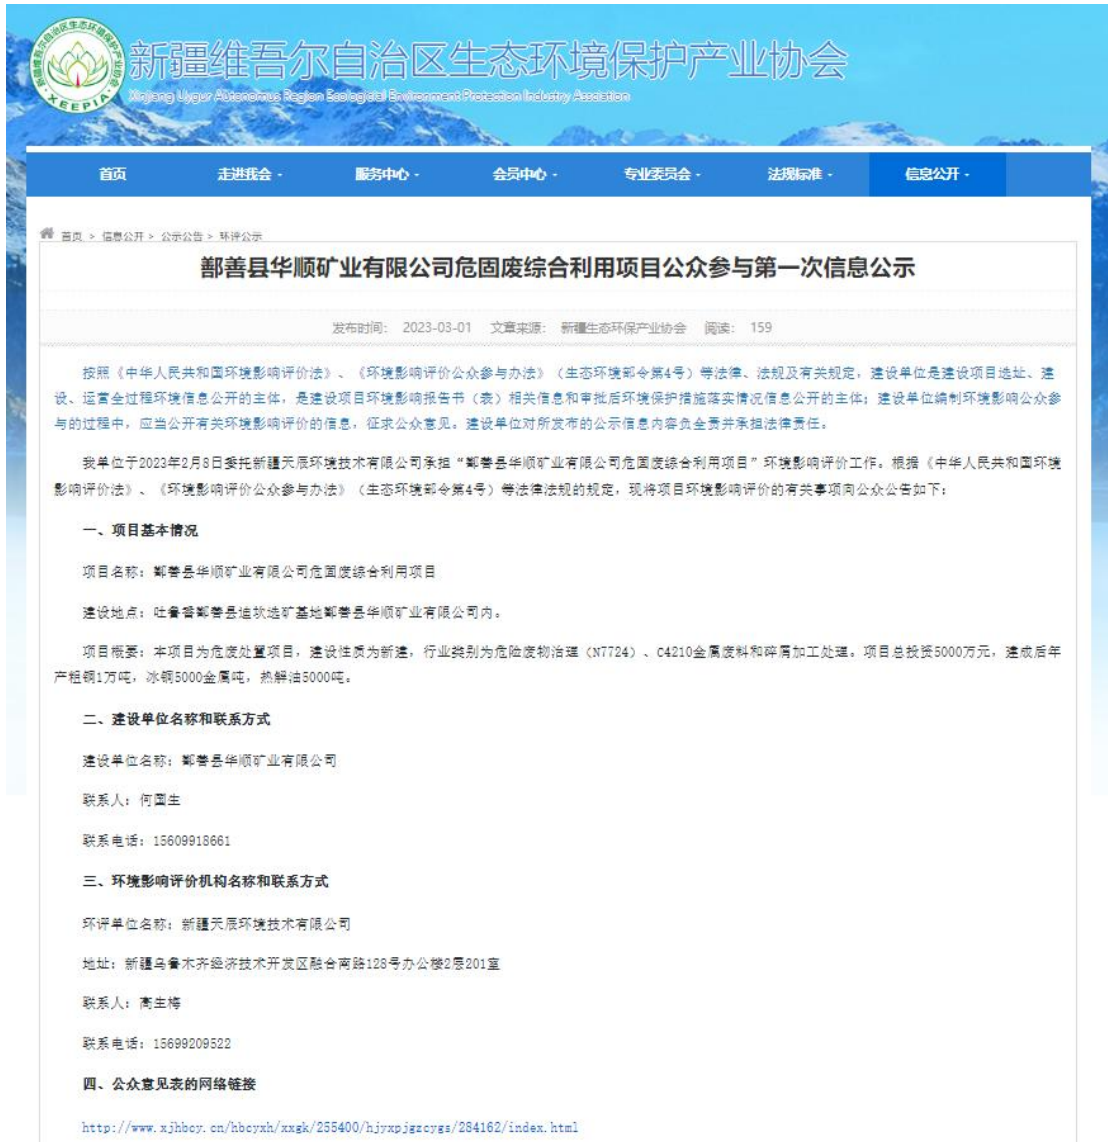 新疆维吾尔自治区生态环境保护产业协会
XEEPIA
Xinjiang Uygur Autonomous Region Ecological Environment Protection Industry Association
首页 走进我会 服务中心 会员中心 专业委员会 法规标准 信息公开
首页 > 信息公开 > 公示公告 > 环评公示
鄯善县华顺矿业有限公司危固废综合利用项目公众参与第一次信息公示
发布时间: 2023-03-01 文章来源: 新疆生态环保产业协会 阅读: 159
按照《中华人民共和国环境影响评价法》、《环境影响评价公众参与办法》（生态环境部令第4号）等法律、法规及有关规定，建设单位是建设项目选址、建
设、运营全过程环境信息公开的主体，是建设项目环境影响报告书（表）相关信息和审批后环境保护措施落实情况信息公开的主体；建设单位编制环境影响公众参
与的过程中，应当公开有关环境影响评价的信息，征求公众意见。建设单位对所发布的公示信息内容负全责并承担法律责任。
我单位于2023年2月8日委托新疆天辰环境技术有限公司承担“鄯善县华顺矿业有限公司危固废综合利用项目”环境影响评价工作。根据《中华人民共和国环境
影响评价法》、《环境影响评价公众参与办法》（生态环境部令第4号）等法律法规的规定，现将项目环境影响评价的有关事项向公众公告如下：
一、项目基本情况
项目名称：鄯善县华顺矿业有限公司危固废综合利用项目
建设地点：吐鲁番鄯善县迪坎选矿基地鄯善县华顺矿业有限公司内。
项目概要：本项目为危废处置项目，建设性质为新建，行业类别为危险废物治理（N7724）、C4210金属废料和碎屑加工处理。项目总投资5000万元，建成后年
产粗铜1万吨，冰铜5000金属吨，热解油5000吨。
二、建设单位名称和联系方式
建设单位名称：鄯善县华顺矿业有限公司
联系人：何国生
联系电话：15609918661
三、环境影响评价机构名称和联系方式
环评单位名称：新疆天辰环境技术有限公司
地址：新疆乌鲁木齐经济技术开发区融合南路128号办公楼2层201室
联系人：高生梅
联系电话：15699209522
四、公众意见表的网络链接
http://www.xjhbcy.cn/hbcyxh/xxgk/255400/hjyxpjgzcygs/284162/index.html